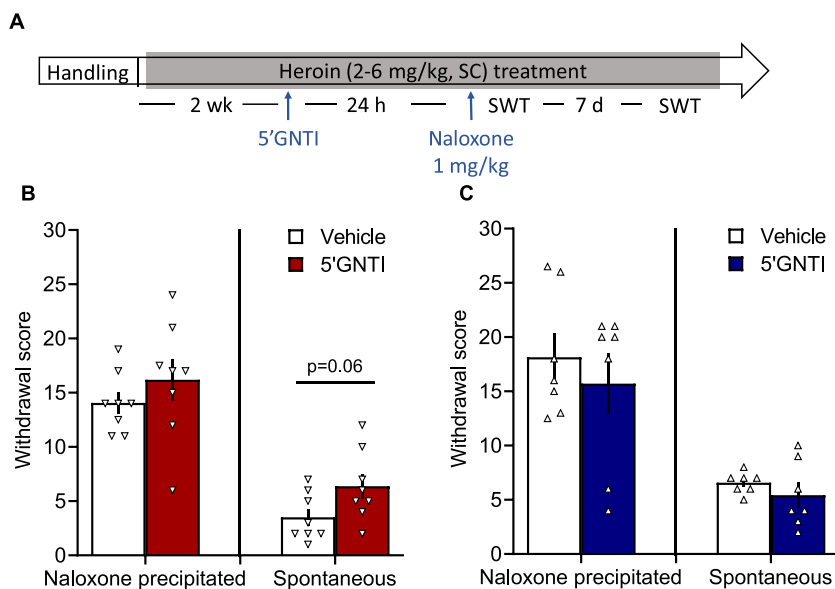 A
Handling
Heroin (2-6 mg/kg, SC) treatment
2 wk
24 h
SWT
7 d
SWT
5'GNTI
Naloxone
1 mg/kg
B
Withdrawal score
30
25
20
15
10
5
0
Vehicle
5'GNTI
p=0.06
Naloxone precipitated
Spontaneous
C
Withdrawal score
30
25
20
15
10
5
0
Vehicle
5'GNTI
Naloxone precipitated
Spontaneous